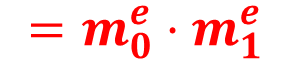 = m₀ᵉ · m₁ᵉ